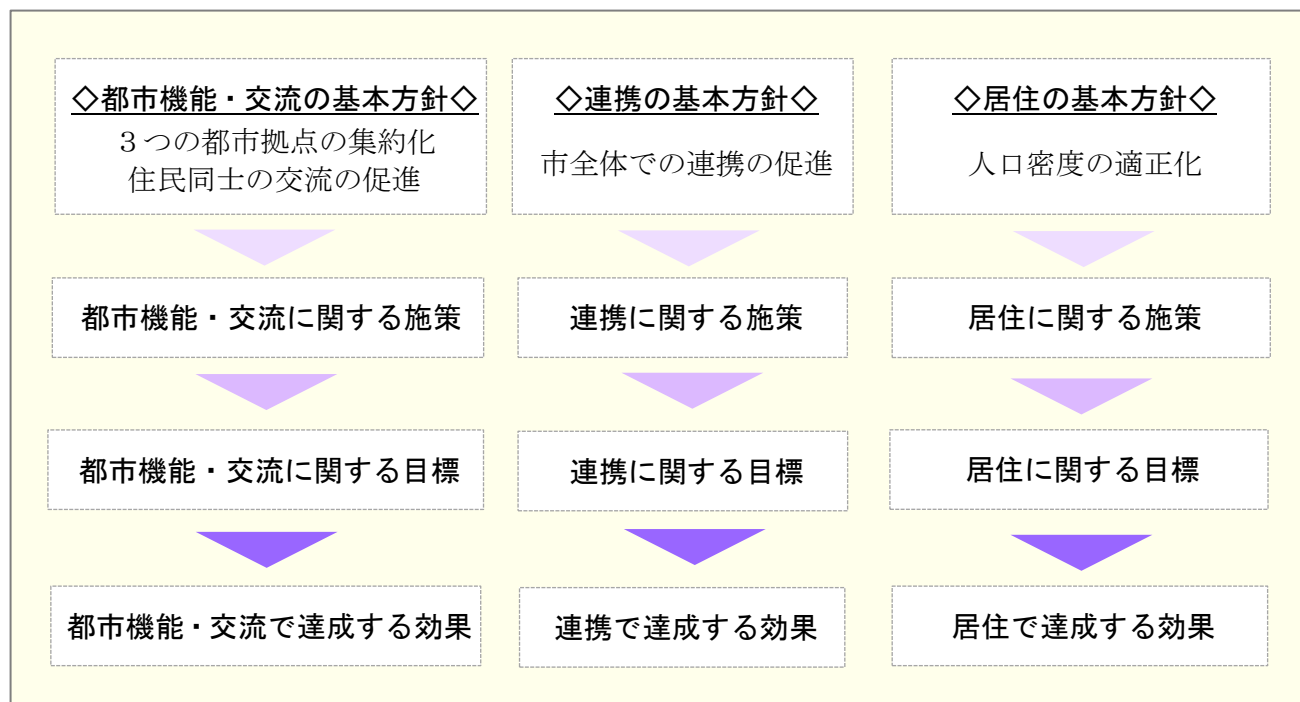 ◇都市機能・交流の基本方針◇
３つの都市拠点の集約化
住民同士の交流の促進
◇連携の基本方針◇
市全体での連携の促進
◇居住の基本方針◇
人口密度の適正化
都市機能・交流に関する施策
連携に関する施策
居住に関する施策
都市機能・交流に関する目標
連携に関する目標
居住に関する目標
都市機能・交流で達成する効果
連携で達成する効果
居住で達成する効果